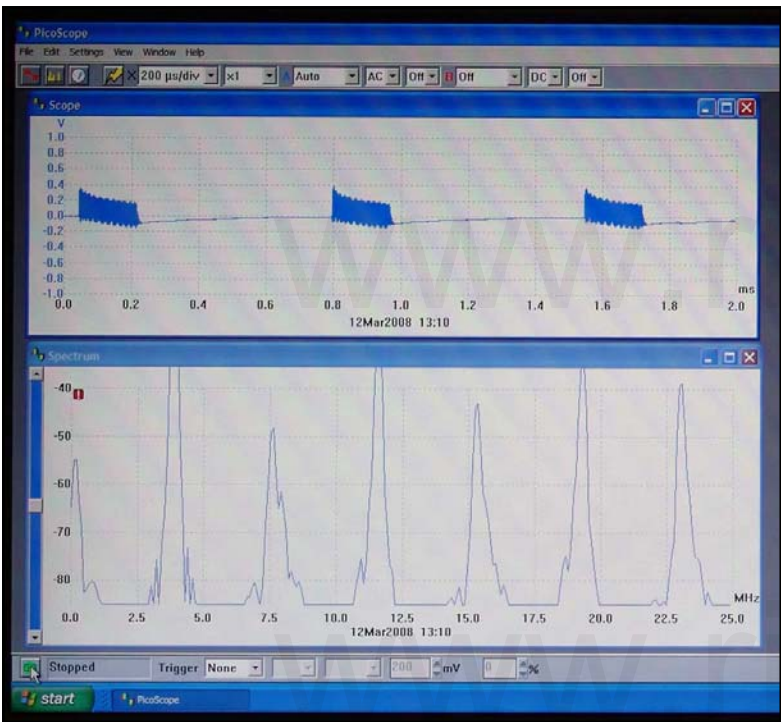 PicoScope
File Edit Settings View Window Help
200 µs/div x1 A Auto AC Off B Off DC Off
Scope
V
1.0
0.8
0.6
0.4
0.2
0.0
-0.2
-0.4
-0.6
-0.8
-1.0
ms
0.0 0.2 0.4 0.6 0.8 1.0 1.2 1.4 1.6 1.8 2.0
12Mar2008 13:10
Spectrum
-40
-50
-60
-70
-80
MHz
0.0 2.5 5.0 7.5 10.0 12.5 15.0 17.5 20.0 22.5 25.0
12Mar2008 13:10
Stopped Trigger None 200 mV 0 %
start PicoScope
www.r
www.r